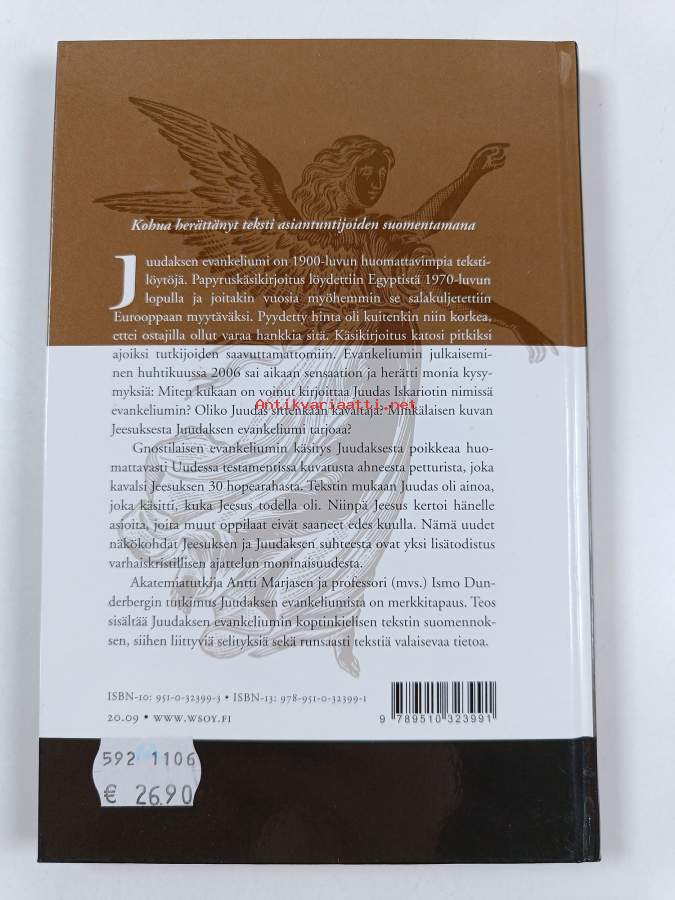 Kohua herättänyt teksti asiantuntijoiden suomentamana
Juudaksen evankeliumi on 1900-luvun huomattavimpia teksti-
löytöjä. Papyruskäsikirjoitus löydettiin Egyptistä 1970-luvun
lopulla ja joitakin vuosia myöhemmin se salakuljetettiin
Eurooppaan myytäväksi. Pyydetty hinta oli kuitenkin niin korkea,
ettei ostajilla ollut varaa hankkia sitä. Käsikirjoitus katosi pitkiksi
ajoiksi tutkijoiden saavuttamattomiin. Evankeliumin julkaisemi-
nen huhtikuussa 2006 sai aikaan sensaation ja herätti monia kysy-
myksiä: Miten kukaan on voinut kirjoittaa Juudas Iskariotin nimissä
evankeliumin? Oliko Juudas sittenkään kavaltaja? Minkälaisen kuvan
Antikvariaatti.net
Jeesuksesta Juudaksen evankeliumi tarjoaa?
Gnostilaisen evankeliumin käsitys Juudaksesta poikkeaa huo-
mattavasti Uudessa testamentissa kuvatusta ahneesta petturista, joka
kavalsi Jeesuksen 30 hopearahasta. Tekstin mukaan Juudas oli ainoa,
joka käsitti, kuka Jeesus todella oli. Niinpä Jeesus kertoi hänelle
asioita, joita muut oppilaat eivät saaneet edes kuulla. Nämä uudet
näkökohdat Jeesuksen ja Juudaksen suhteesta ovat yksi lisätodistus
varhaiskristillisen ajattelun moninaisuudesta.
Akatemiatutkija Antti Marjasen ja professori (mvs.) Ismo Dun-
derbergin tutkimus Juudaksen evankeliumista on merkkitapaus. Teos
sisältää Juudaksen evankeliumin koptinkielisen tekstin suomennok-
sen, siihen liittyviä selityksiä sekä runsaasti tekstiä valaisevaa tietoa.
ISBN-10: 951-0-32399-3 • ISBN-13: 978-951-0-32399-1
20.09 • WWW.WSOY.FI
9 789510 323991
592 1106
€ 26.90